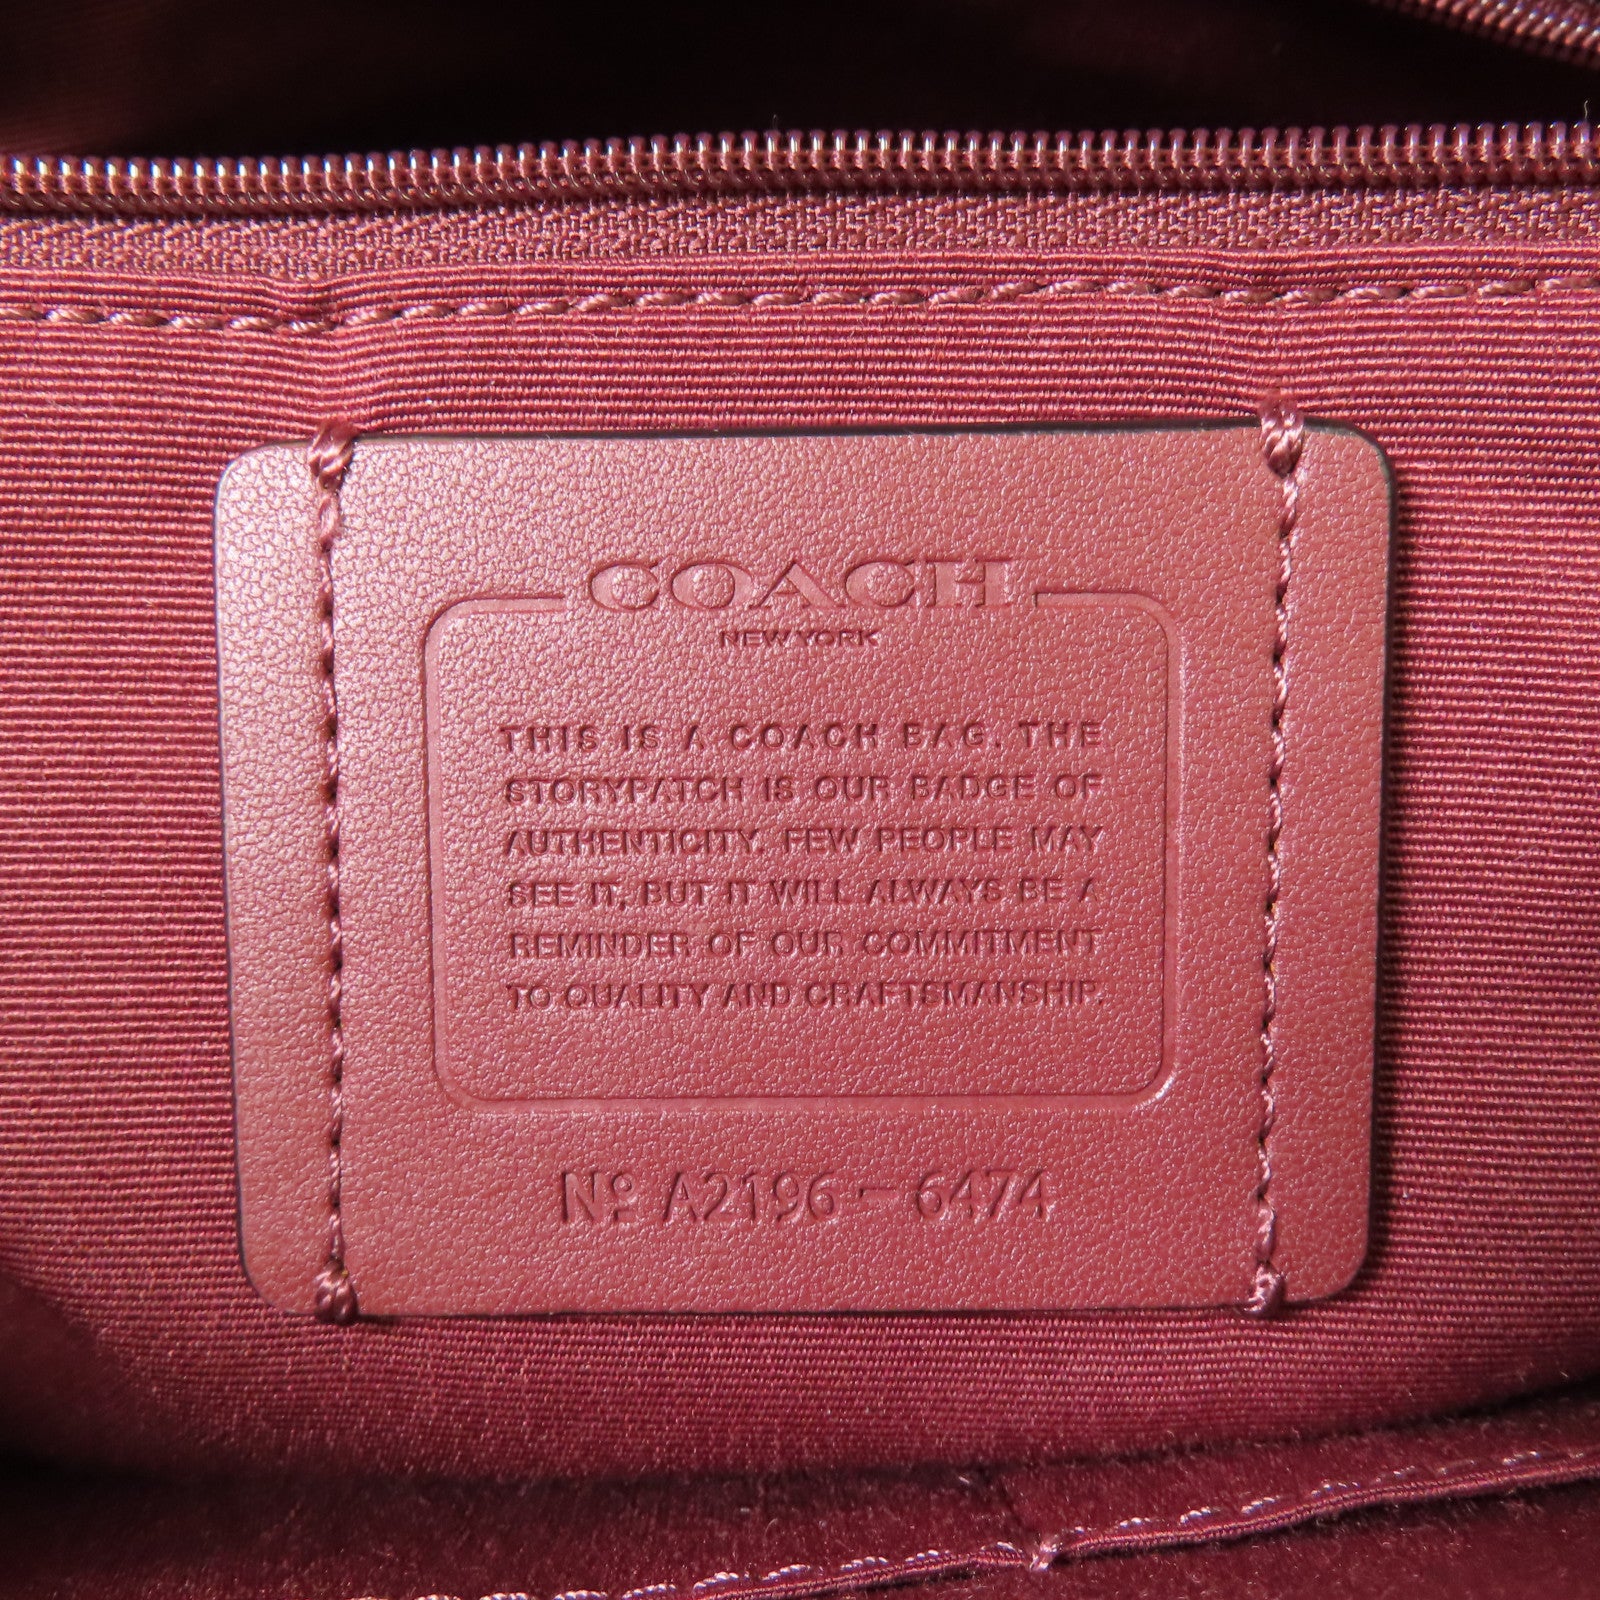 COACH
NEW YORK
THIS IS A COACH BAG. THE
STORYPATCH IS OUR BADGE OF
AUTHENTICITY. FEW PEOPLE MAY
SEE IT, BUT IT WILL ALWAYS BE A
REMINDER OF OUR COMMITMENT
TO QUALITY AND CRAFTSMANSHIP.
Nº A2196-6474